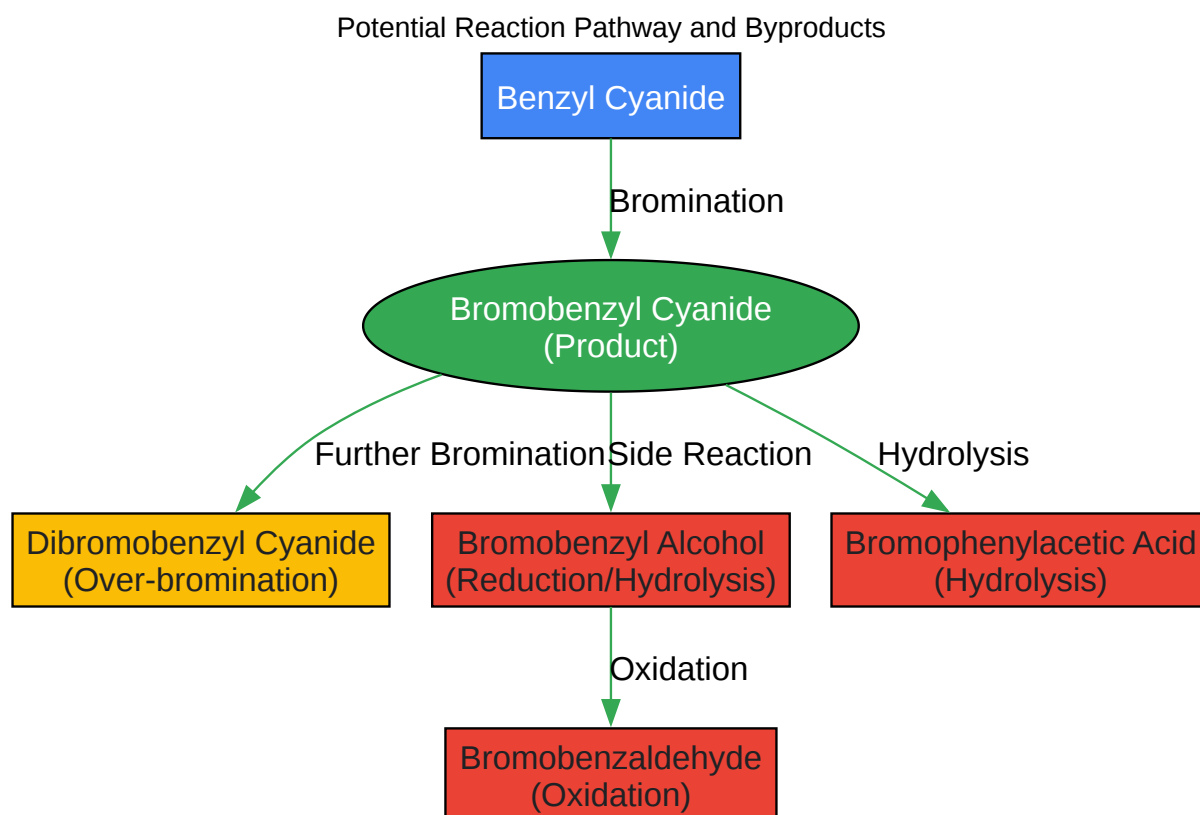 Potential Reaction Pathway and Byproducts
Benzyl Cyanide
Bromination
Bromobenzyl Cyanide
(Product)
Further Bromination
Side Reaction
Hydrolysis
Dibromobenzyl Cyanide
(Over-bromination)
Bromobenzyl Alcohol
(Reduction/Hydrolysis)
Bromophenylacetic Acid
(Hydrolysis)
Oxidation
Bromobenzaldehyde
(Oxidation)